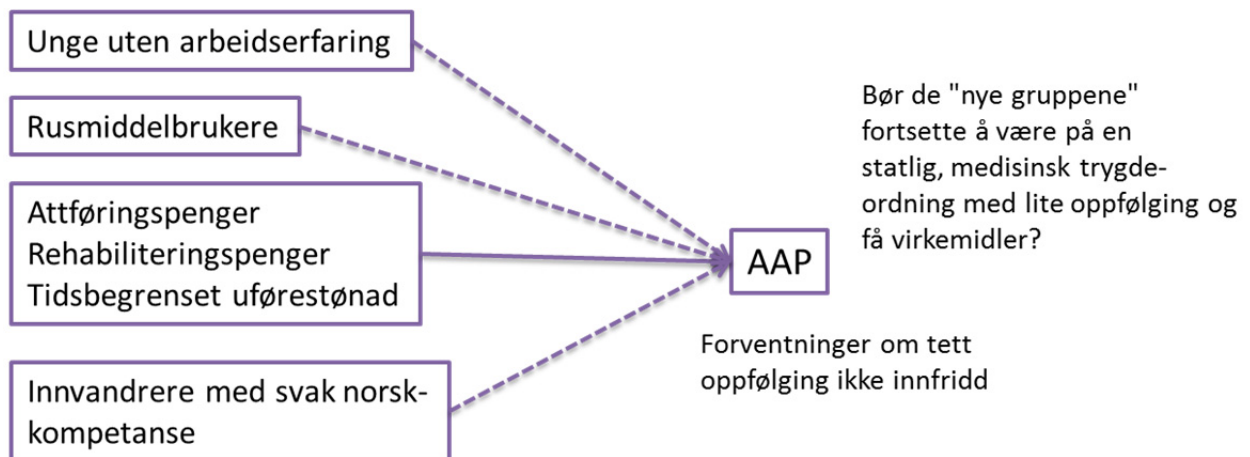 Unge uten arbeidserfaring
Rusmiddelbrukere
Attføringspenger
Rehabiliteringspenger
Tidsbegrenset uførestønad
Innvandrere med svak norsk-
kompetanse
AAP
Bør de "nye gruppene"
fortsette å være på en
statlig, medisinsk trygde-
ordning med lite oppfølging og
få virkemidler?
Forventninger om tett
oppfølging ikke innfridd